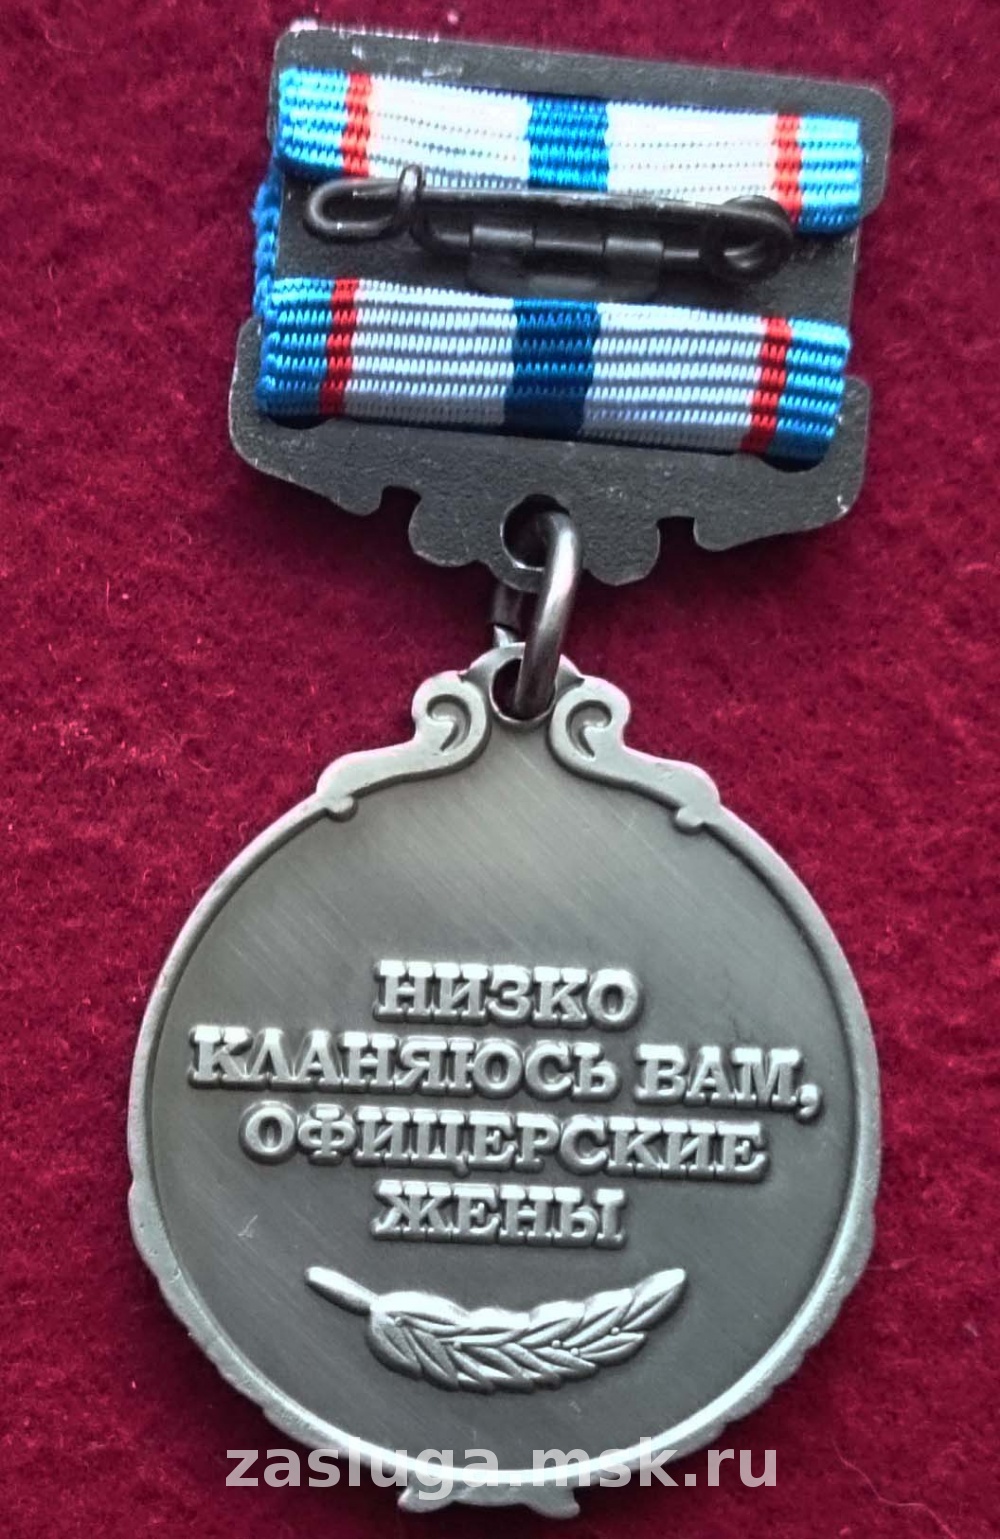 НИЗКО
КЛАНЯЮСЬ ВАМ,
ОФИЦЕРСКИЕ
ЖЕНЫ
zasluga.msk.ru